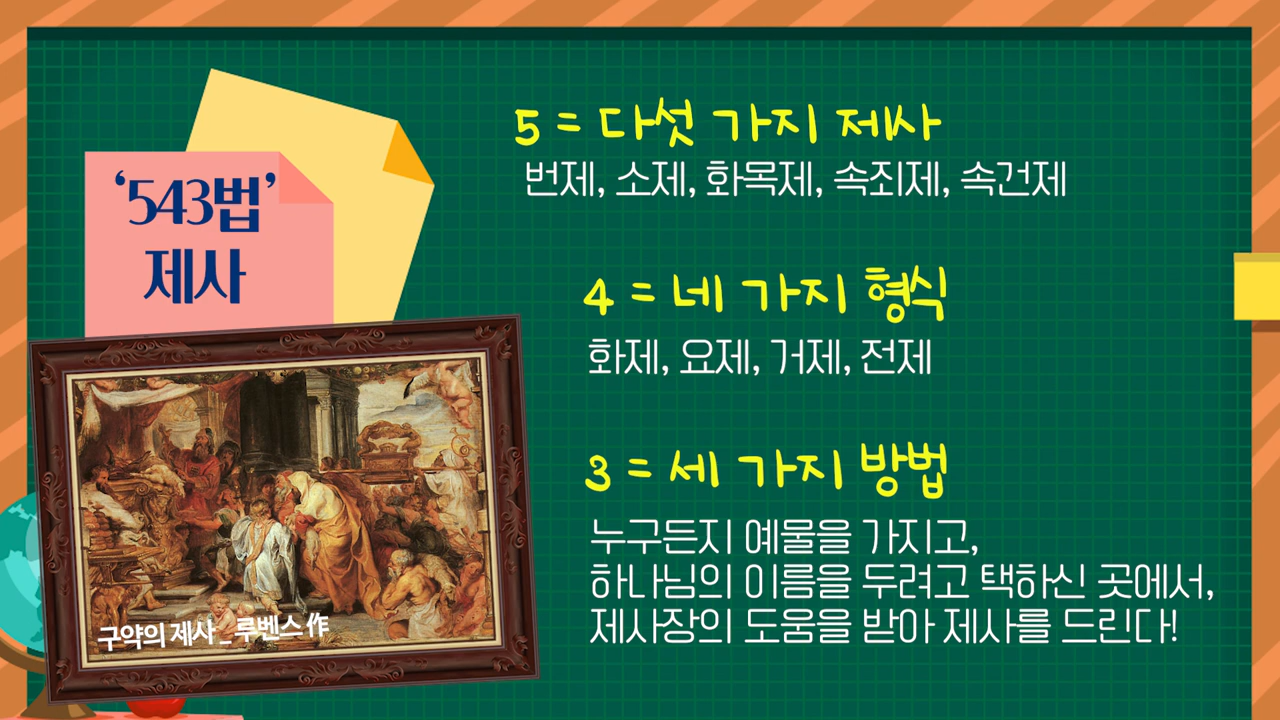 ‘543법’
제사
5 = 다섯 가지 제사
번제, 소제, 화목제, 속죄제, 속건제
4 = 네 가지 형식
화제, 요제, 거제, 전제
3 = 세 가지 방법
누구든지 예물을 가지고,
하나님의 이름을 두려고 택하신 곳에서,
제사장의 도움을 받아 제사를 드린다!
구약의 제사 _ 루벤스 作